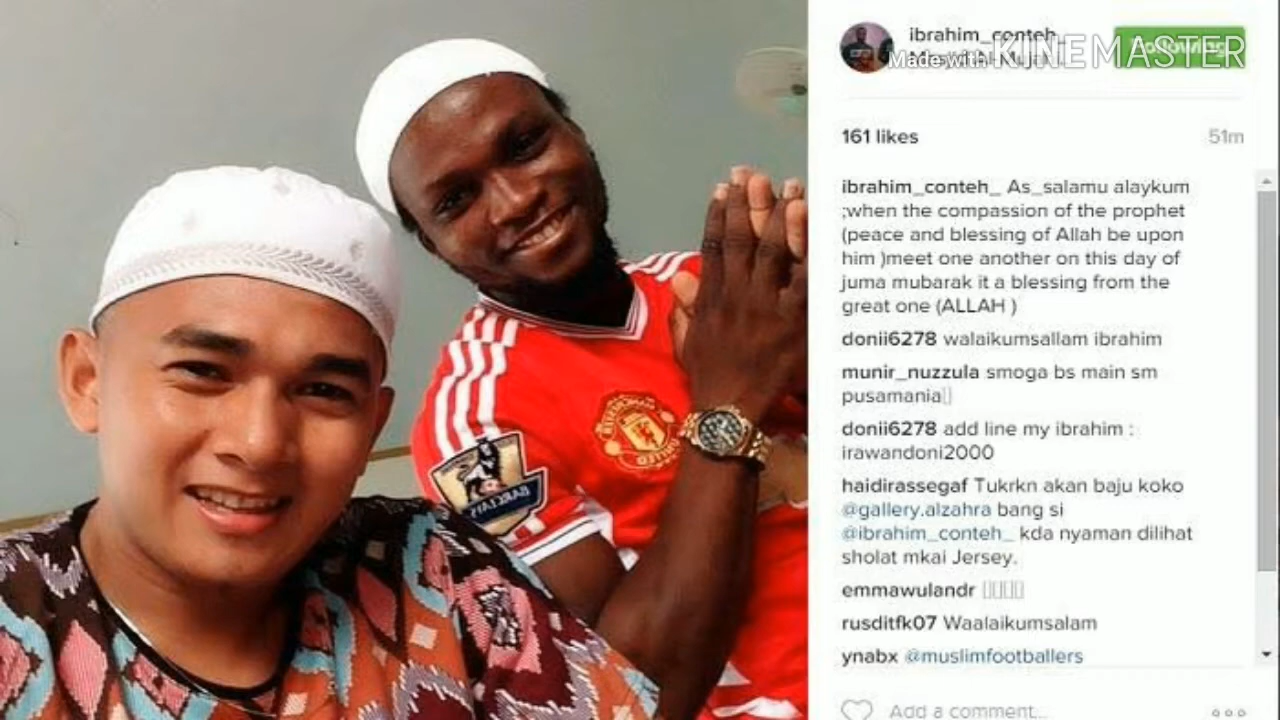 ibrahim_conteh_
Following
Made with KINEMASTER
161 likes
51m
ibrahim_conteh_ As_salamu alaykum
;when the compassion of the prophet
(peace and blessing of Allah be upon
him )meet one another on this day of
juma mubarak it a blessing from the
great one (ALLAH )
donii6278 walaikumsallam ibrahim
munir_nuzzula smoga bs main sm
pusamania
donii6278 add line my ibrahim :
irawandoni2000
haidirassegaf Tukrkn akan baju koko
@gallery.alzahra bang si
@ibrahim_conteh_ kda nyaman dilihat
sholat mkai Jersey.
emmawulandr
rusditfk07 Waalaikumsalam
ynabx @muslimfootballers
Add a comment...
MANCHESTER
UNITED
BARCLAYS